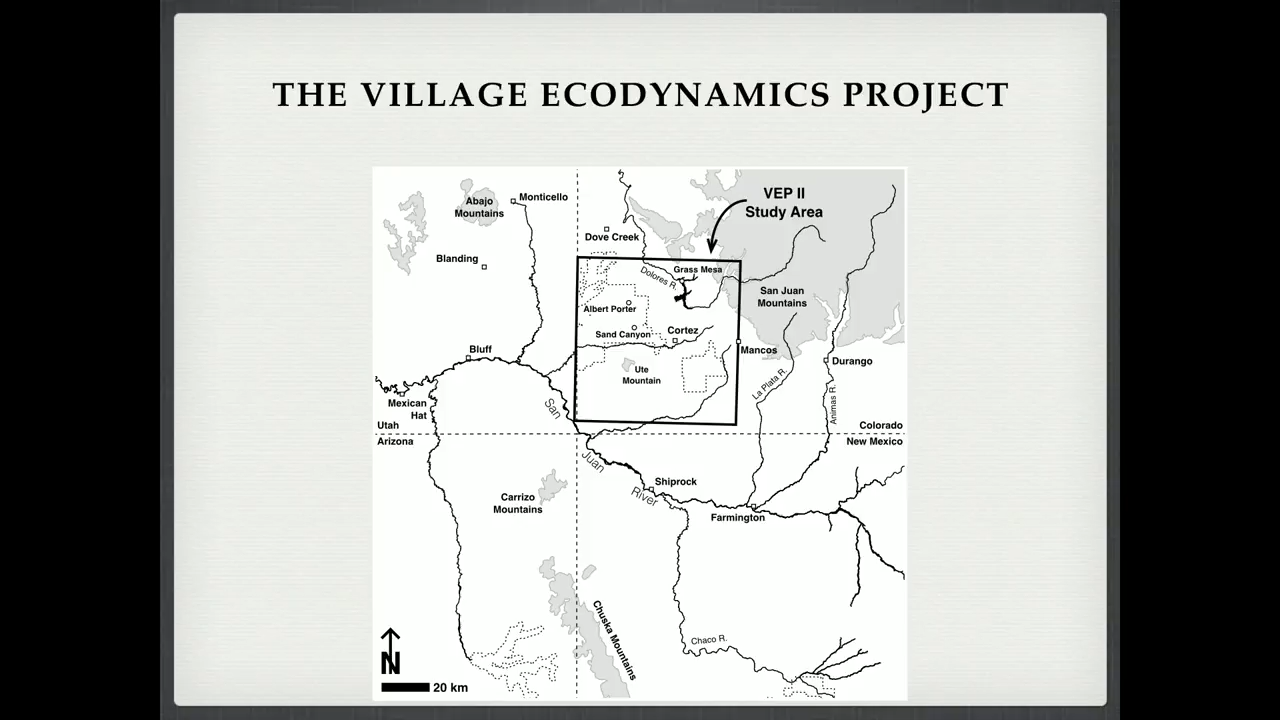 THE VILLAGE ECODYNAMICS PROJECT
Abajo
Mountains
Monticello
VEP II
Study Area
Dove Creek
Blanding
Grass Mesa
Dolores R.
San Juan
Mountains
Albert Porter
Sand Canyon
Cortez
Bluff
Mancos
Durango
Ute
Mountain
La Plata R.
Animas R.
Mexican
Hat
San
Utah
Colorado
Arizona
New Mexico
Juan
River
Shiprock
Carrizo
Mountains
Farmington
Chuska Mountains
Chaco R.
N
20 km